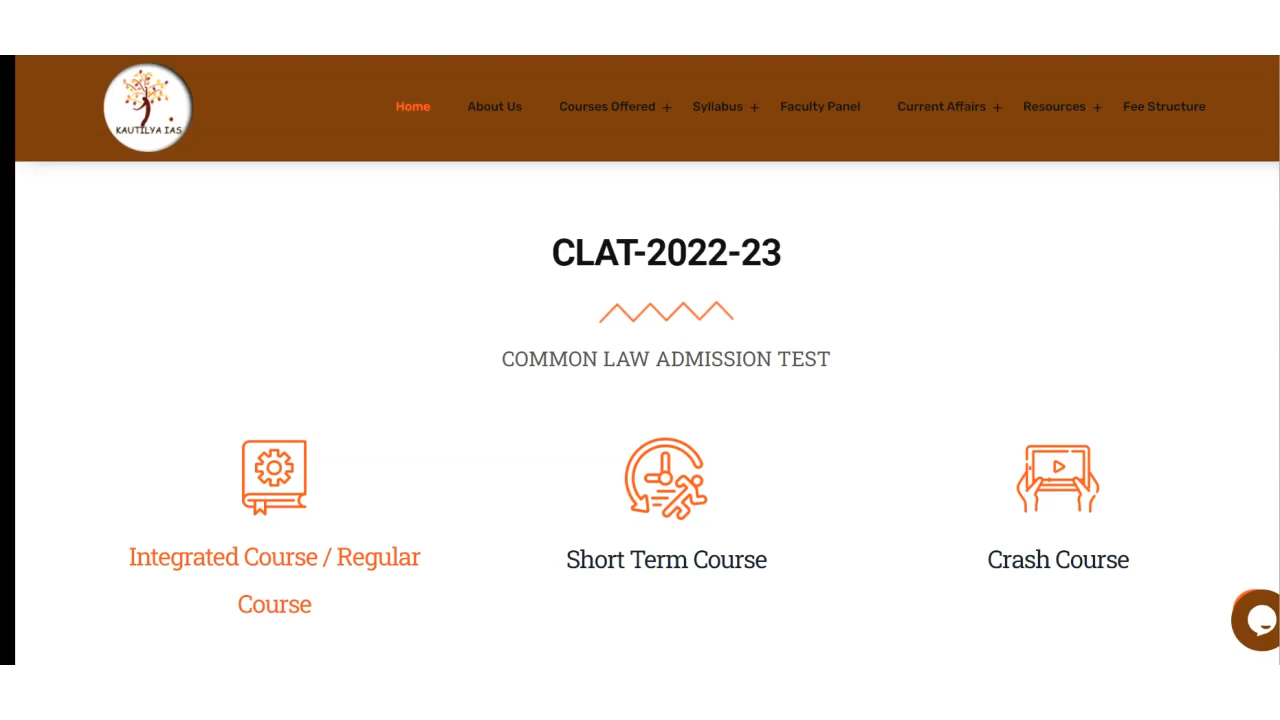 KAUTILYA IAS
Home About Us Courses Offered + Syllabus + Faculty Panel Current Affairs + Resources + Fee Structure
CLAT-2022-23
COMMON LAW ADMISSION TEST
Integrated Course / Regular
Course
Short Term Course
Crash Course